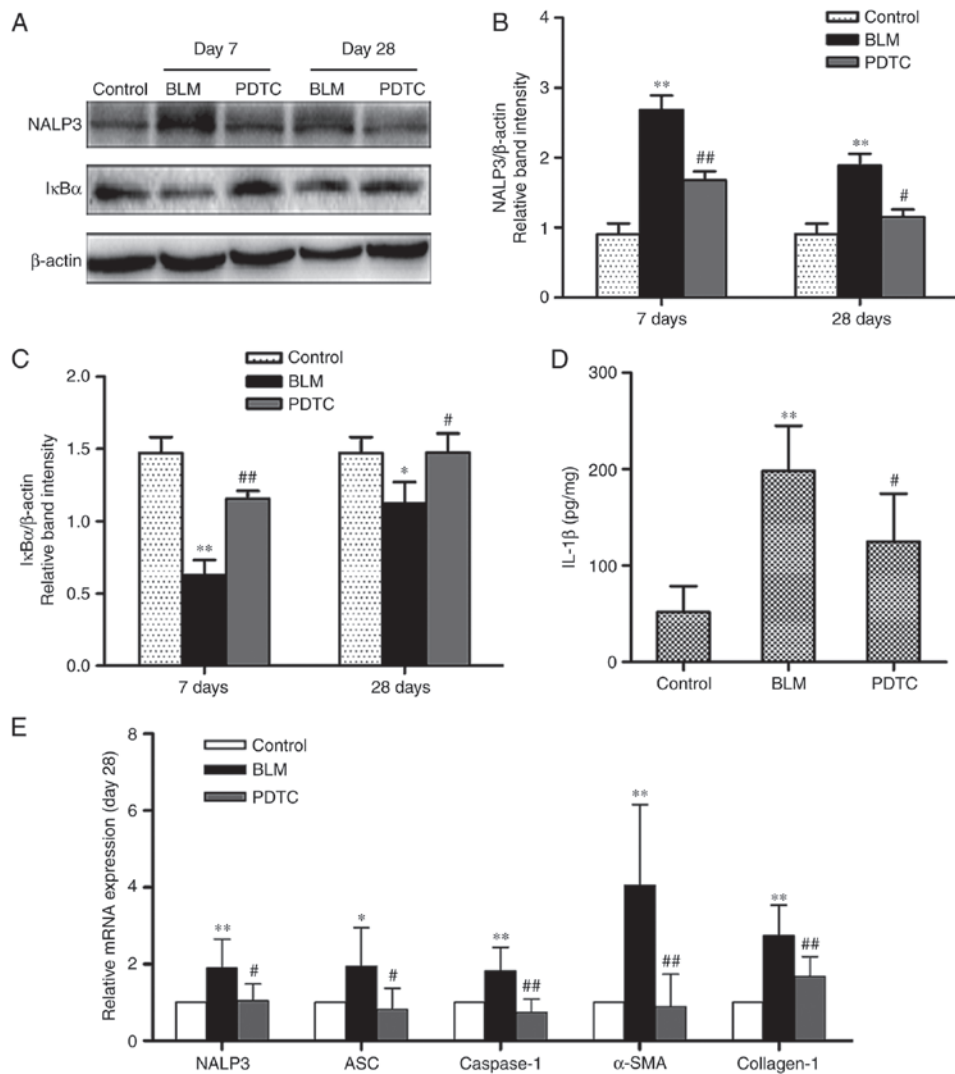 A
Day 7 Day 28
Control BLM PDTC BLM PDTC
NALP3
IκBα
β-actin
B
Control
BLM
PDTC
NALP3/β-actin
Relative band intensity
4
3
2
1
0
**
##
**
#
7 days 28 days
C
Control
BLM
PDTC
IκBα/β-actin
Relative band intensity
2.0
1.5
1.0
0.5
0.0
**
##
*
#
7 days 28 days
D
IL-1β (pg/mg)
300
200
100
0
**
#
Control BLM PDTC
E
Control
BLM
PDTC
Relative mRNA expression (day 28)
8
6
4
2
0
**
#
*
#
**
##
**
##
**
##
NALP3 ASC Caspase-1 α-SMA Collagen-1